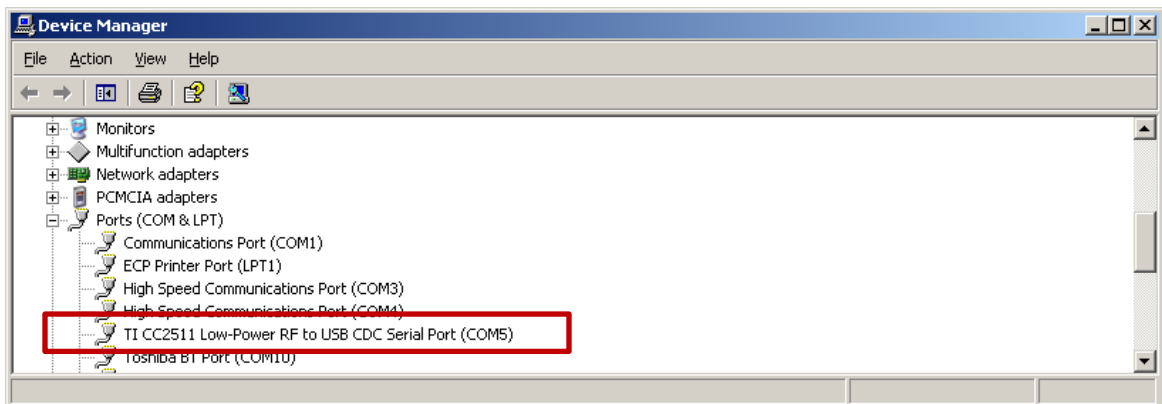 Device Manager
File Action View Help
Monitors
Multifunction adapters
Network adapters
PCMCIA adapters
Ports (COM & LPT)
Communications Port (COM1)
ECP Printer Port (LPT1)
High Speed Communications Port (COM3)
High Speed Communications Port (COM4)
TI CC2511 Low-Power RF to USB CDC Serial Port (COM5)
Toshiba BT Port (COM10)